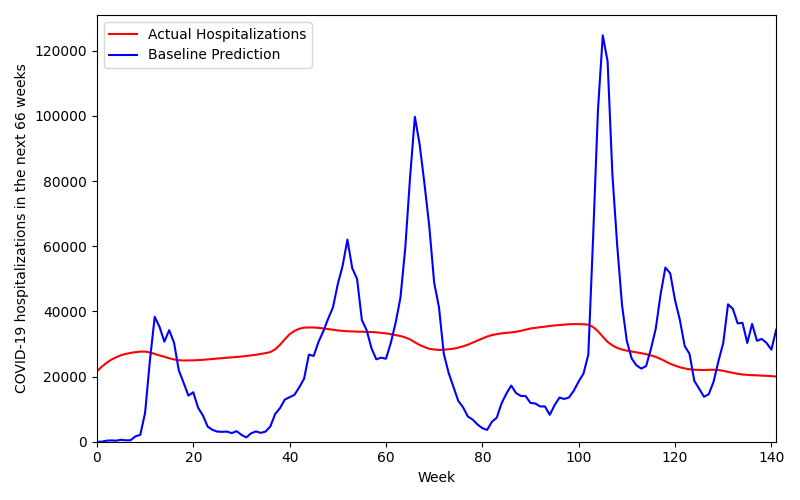 Actual Hospitalizations
Baseline Prediction
COVID-19 hospitalizations in the next 66 weeks
120000
100000
80000
60000
40000
20000
0
0 20 40 60 80 100 120 140
Week